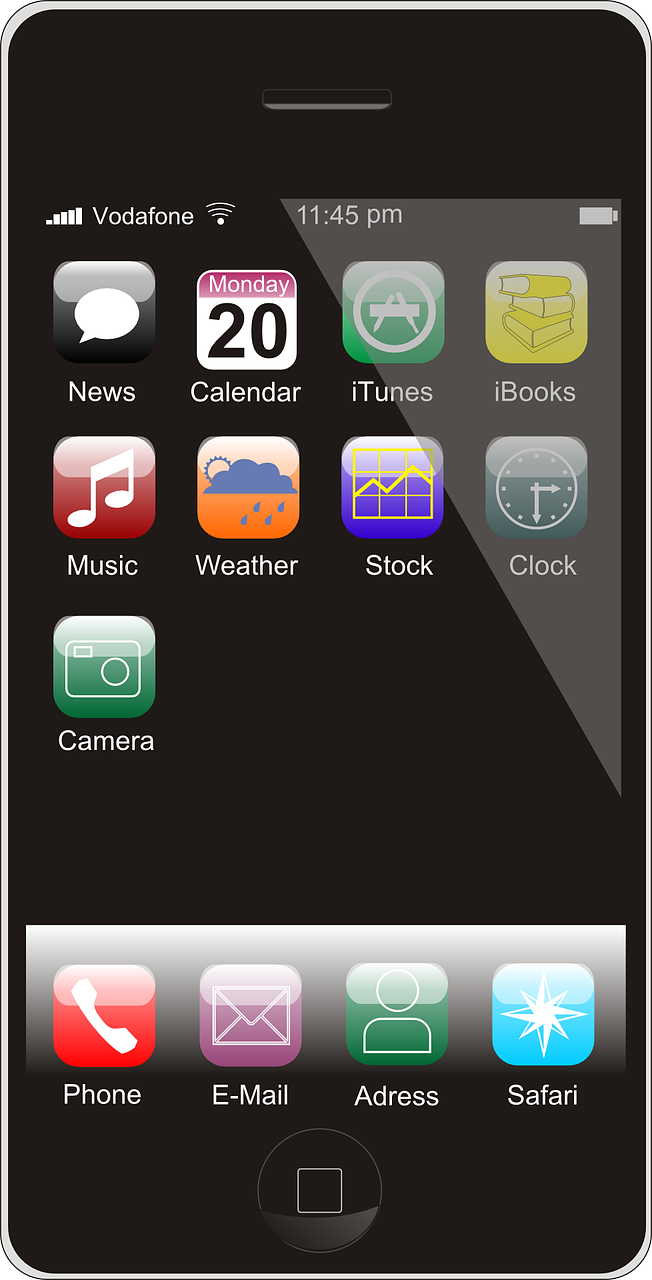 Vodafone 11:45 pm
Monday
20
News Calendar iTunes iBooks
Music Weather Stock Clock
Camera
Phone E-Mail Adress Safari